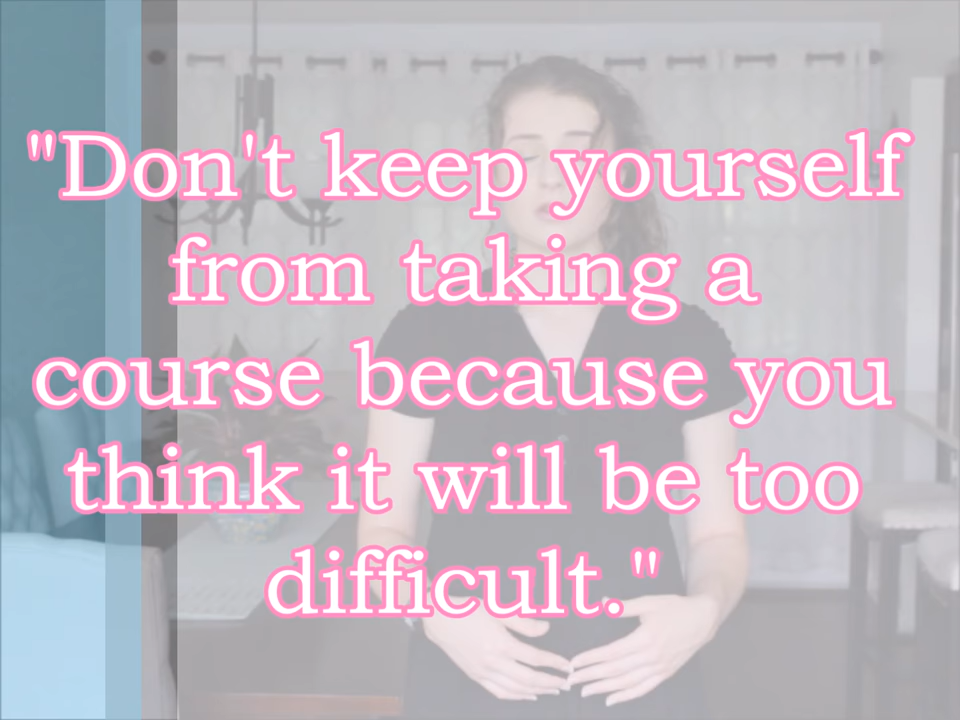 "Don't keep yourself
from taking a
course because you
think it will be too
difficult."